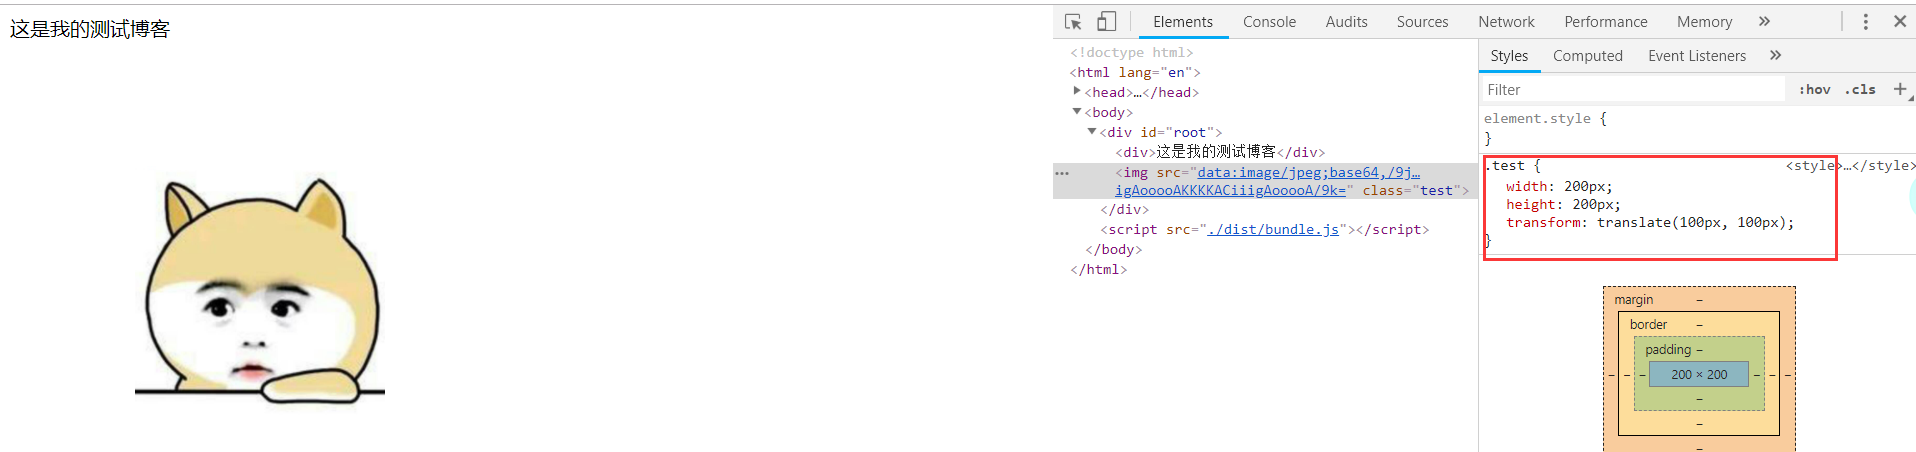 这是我的测试博客
Elements Console Audits Sources Network Performance Memory »
<!doctype html>
<html lang="en">
<head>…</head>
<body>
<div id="root">
<div>这是我的测试博客</div>
<img src="data:image/jpeg;base64,/9j…
igAooooAKKKKACiiigAooooA/9k=" class="test">
</div>
<script src="./dist/bundle.js"></script>
</body>
</html>
Styles Computed Event Listeners »
Filter :hov .cls +
element.style {
}
.test { <style>…</style>
width: 200px;
height: 200px;
transform: translate(100px, 100px);
}
margin –
border –
padding –
– – – 200 × 200 – – –
–
–
–